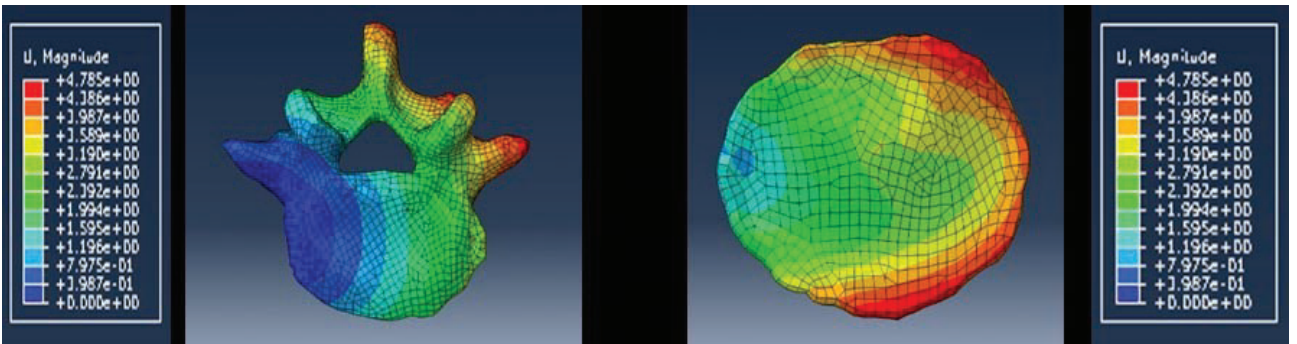 U, Magnitude
+4.785e+00
+4.386e+00
+3.987e+00
+3.589e+00
+3.190e+00
+2.791e+00
+2.392e+00
+1.994e+00
+1.595e+00
+1.196e+00
+7.975e-01
+3.987e-01
+0.000e+00
U, Magnitude
+4.785e+00
+4.386e+00
+3.987e+00
+3.589e+00
+3.190e+00
+2.791e+00
+2.392e+00
+1.994e+00
+1.595e+00
+1.196e+00
+7.975e-01
+3.987e-01
+0.000e+00